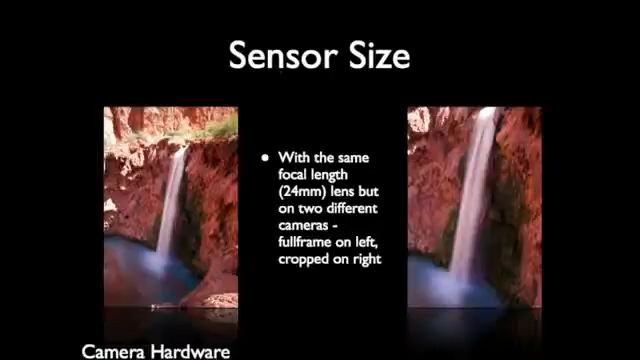 Sensor Size
• With the same
focal length
(24mm) lens but
on two different
cameras -
fullframe on left,
cropped on right
Camera Hardware